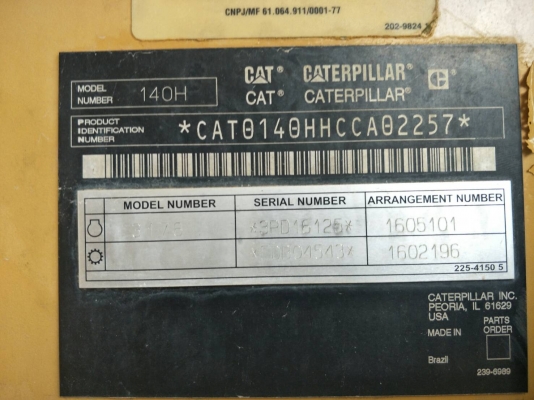 CNPJ/MF 61.064.911/0001-77
202-9824
MODEL NUMBER 140H
CAT® CATERPILLAR®
CAT® CATERPILLAR®
PRODUCT IDENTIFICATION NUMBER *CAT0140HHCCA02257*
MODEL NUMBER SERIAL NUMBER ARRANGEMENT NUMBER
1605101
1602196
225-4150 5
CATERPILLAR INC.
PEORIA, IL 61629
USA
MADE IN PARTS ORDER
Brazil
239-6989